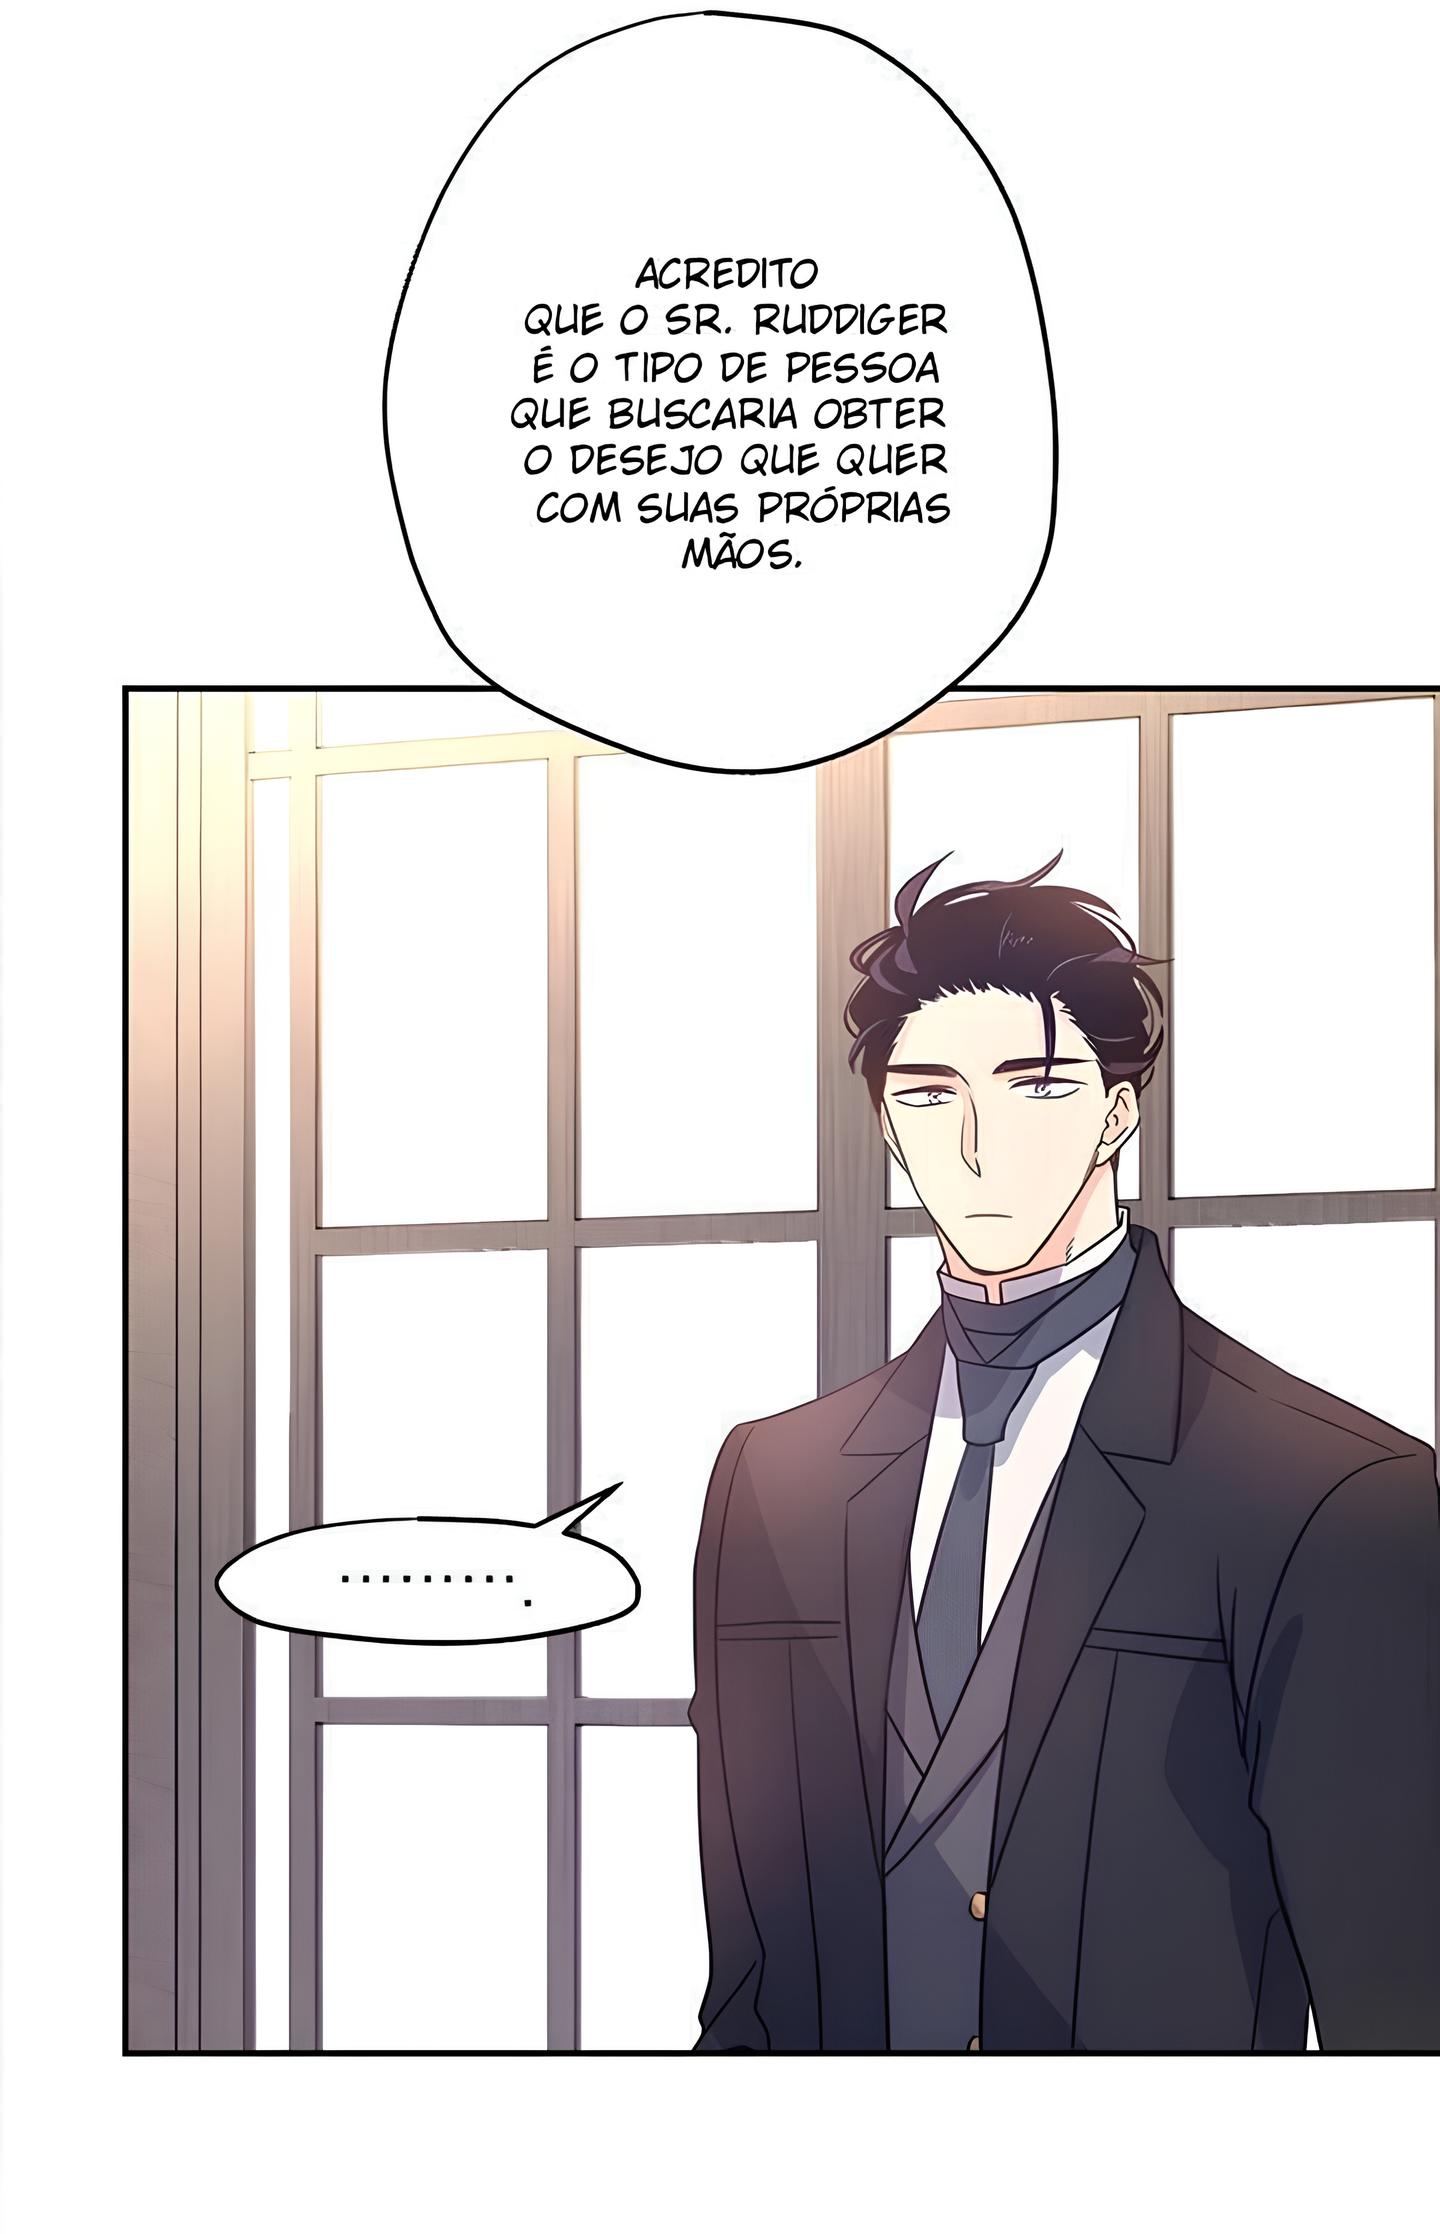 ACREDITO
QUE O SR. RUDDIGER
É O TIPO DE PESSOA
QUE BUSCARIA OBTER
O DESEJO QUE QUER
COM SUAS PRÓPRIAS
MÃOS.
..........